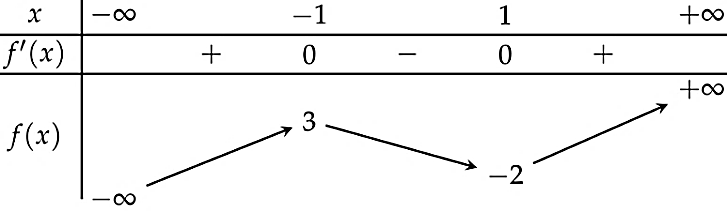 x −∞ −1 1 +∞
f′(x) + 0 − 0 +
+∞
3
f(x)
−2
−∞